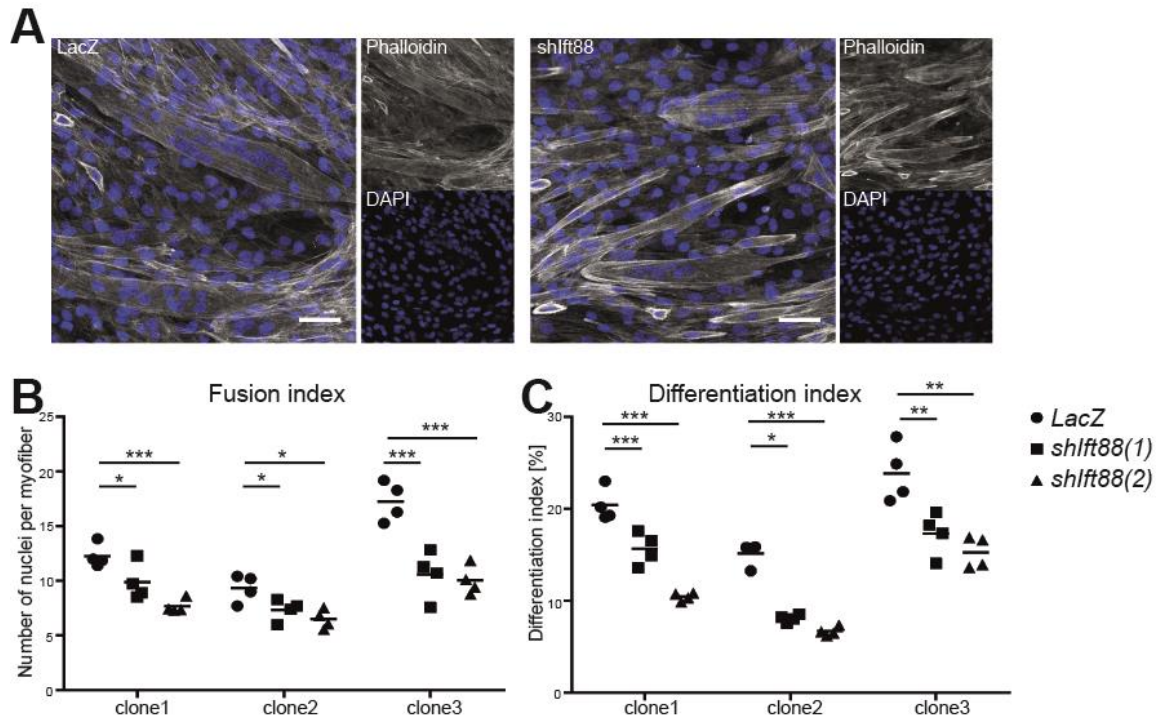 A
LacZ
Phalloidin
DAPI
shIft88
Phalloidin
DAPI
B
Fusion index
Number of nuclei per myofiber
25
20
15
10
5
0
***
*
*
*
***
***
clone1
clone2
clone3
C
Differentiation index
Differentiation index [%]
30
20
10
0
***
***
***
*
**
**
clone1
clone2
clone3
LacZ
shIft88(1)
shIft88(2)